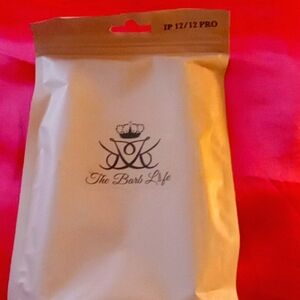 IP 12/12 PRO
The Barb Life